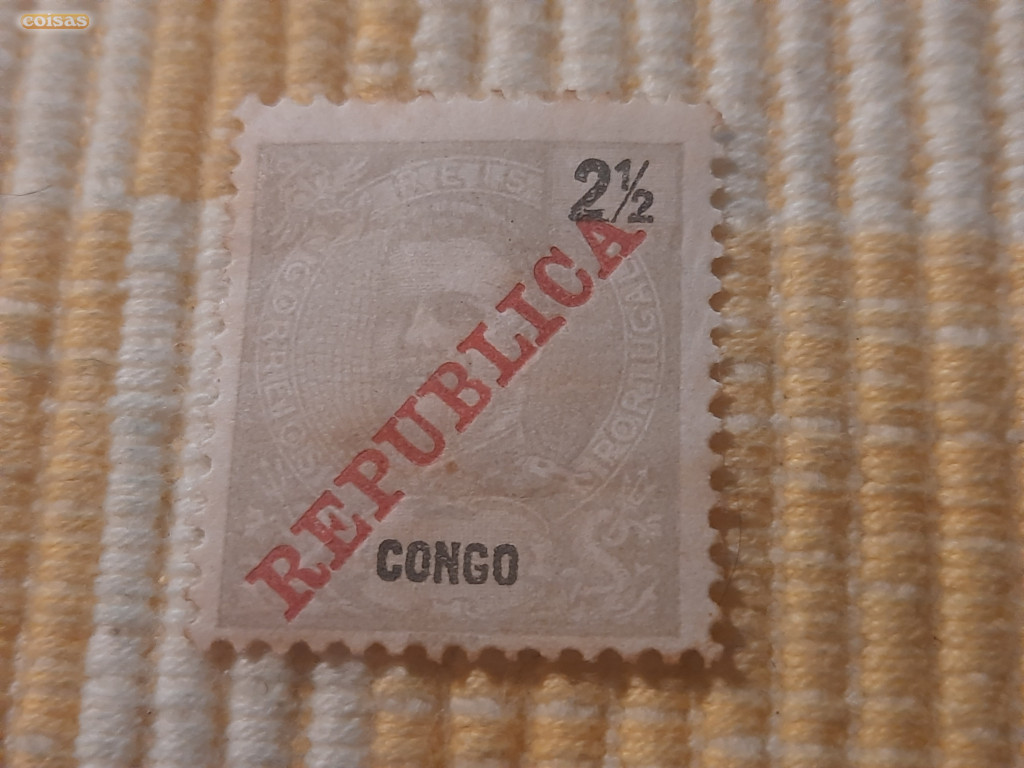 coisas
REIS
2½
CORREIOS
PORTUGAL
REPUBLICA
CONGO